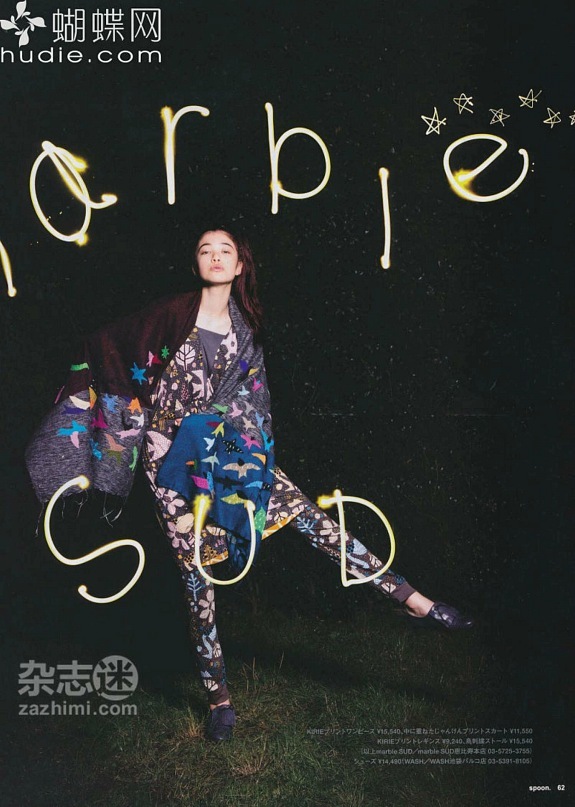 蝴蝶网
hudie.com
marble
SUD
杂志迷
zazhimi.com
KIRIEプリントワンピース ¥15,540、中に重ねたじゃんけんプリントスカート ¥11,550
KIRIEプリントレギンス ¥9,240、鳥刺繍ストール ¥15,540
(以上marble SUD/marble SUD恵比寿本店 03-5725-3755)
シューズ ¥14,490(WASH/WASH池袋パルコ店 03-5391-8105)
spoon. 62